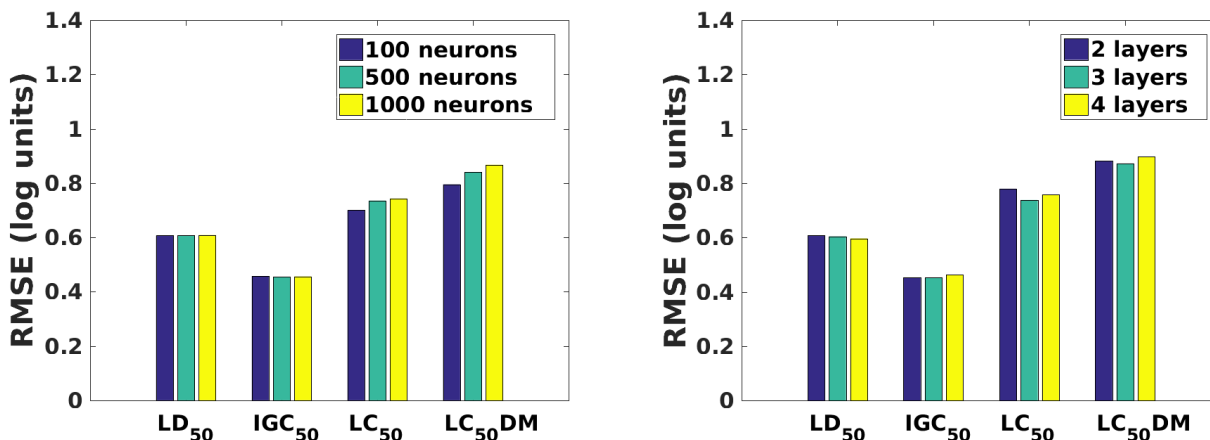 RMSE (log units)
1.4
1.2
1
0.8
0.6
0.4
0.2
0
100 neurons
500 neurons
1000 neurons
LD50 IGC50 LC50 LC50DM
RMSE (log units)
1.4
1.2
1
0.8
0.6
0.4
0.2
0
2 layers
3 layers
4 layers
LD50 IGC50 LC50 LC50DM